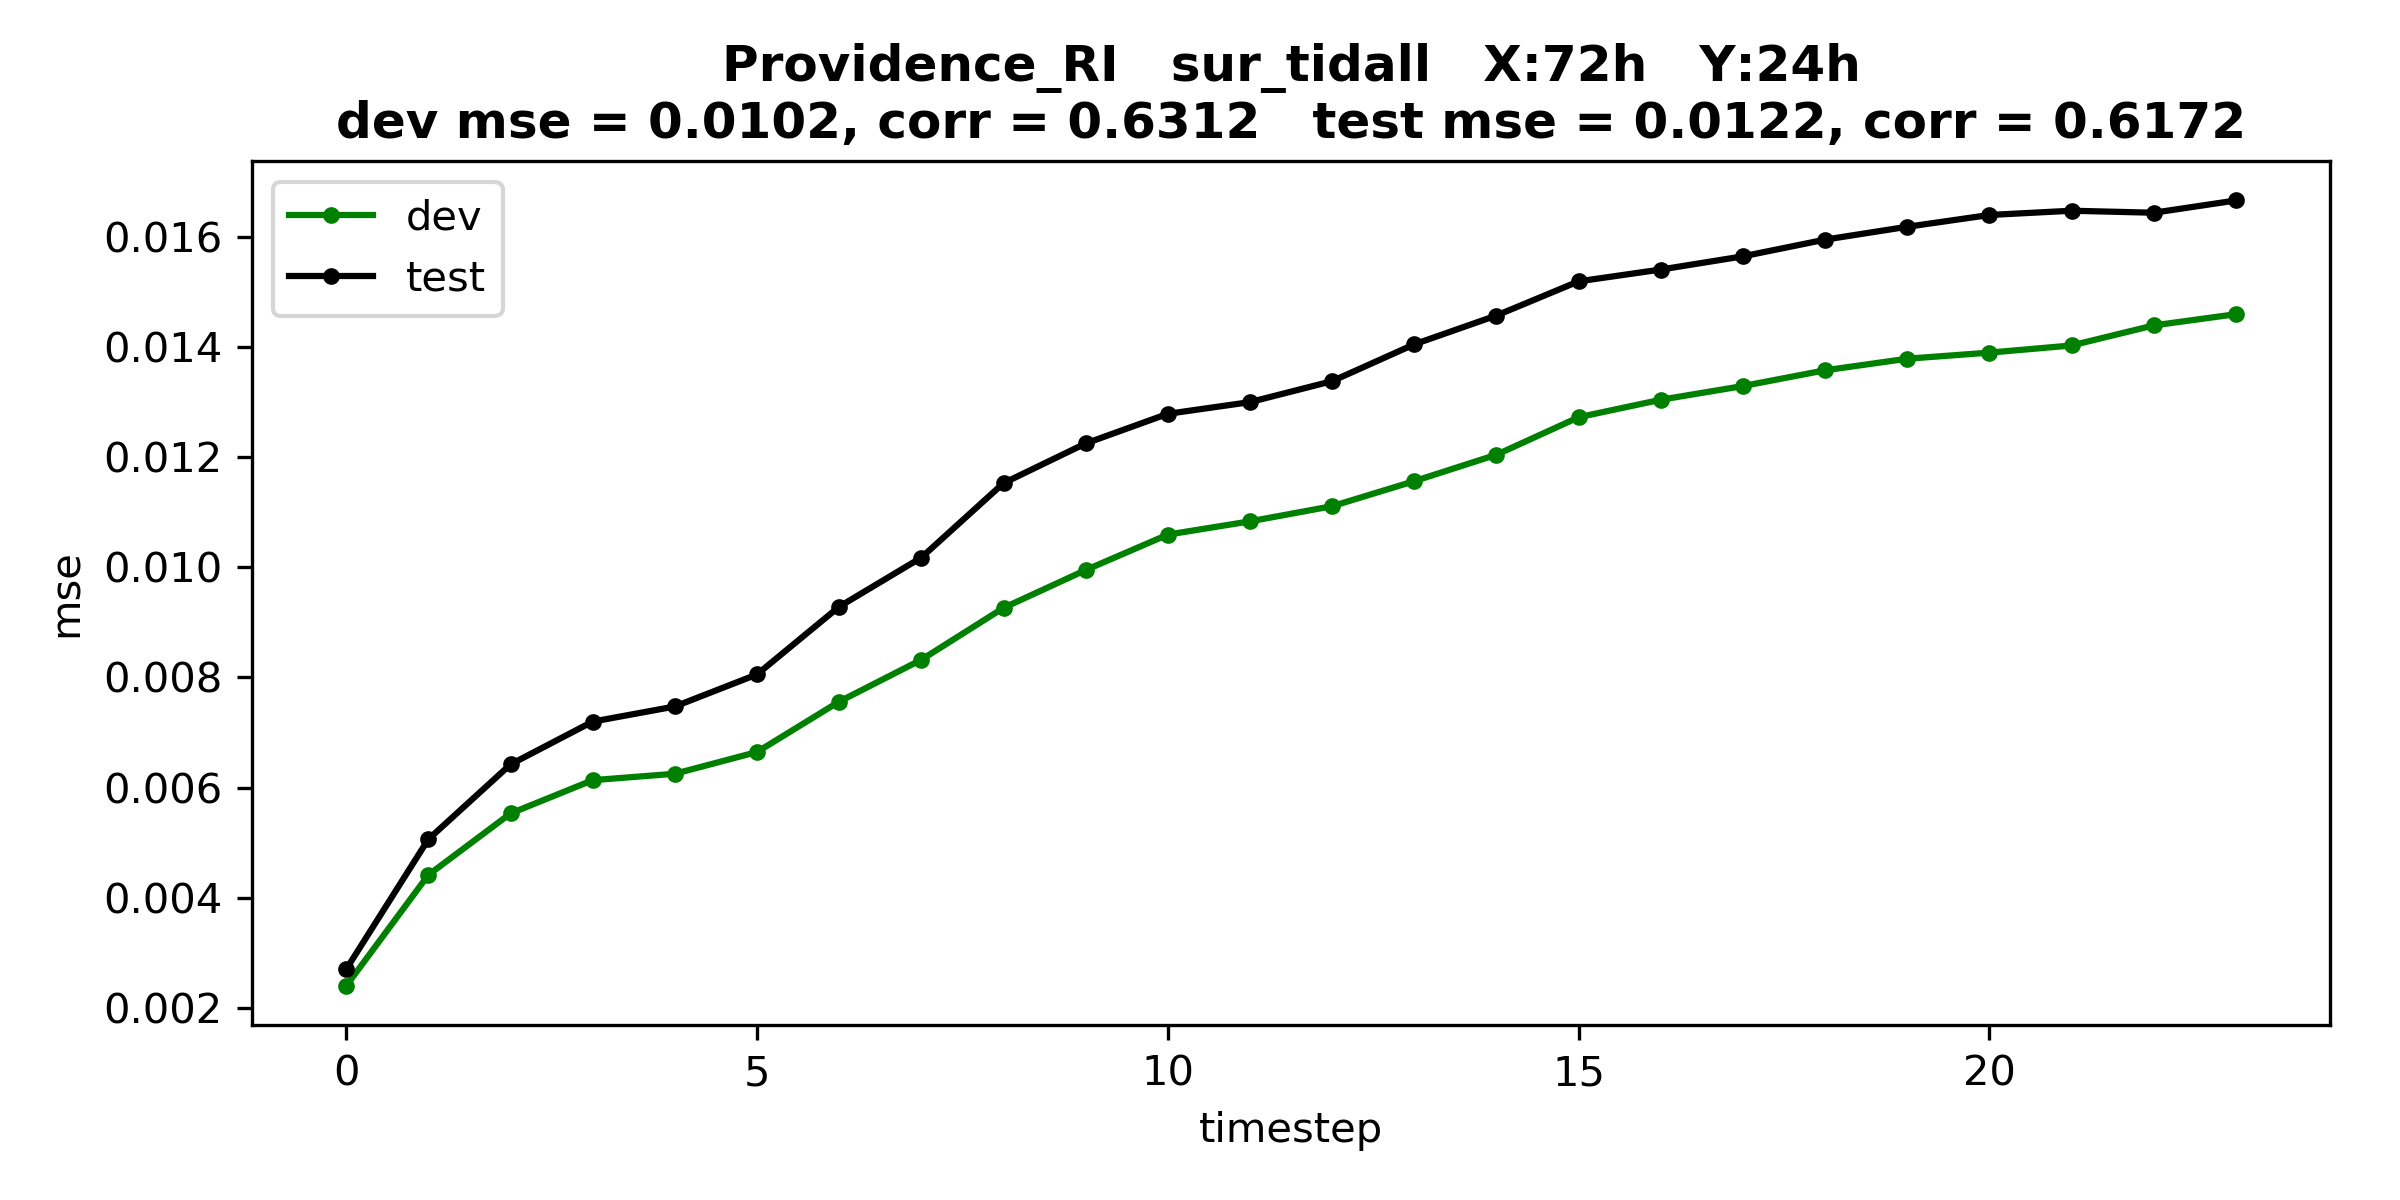 Providence_RI   sur_tidall   X:72h   Y:24h
dev mse = 0.0102, corr = 0.6312   test mse = 0.0122, corr = 0.6172
dev
test
0.016
0.014
0.012
0.010
0.008
0.006
0.004
0.002
mse
0 5 10 15 20
timestep